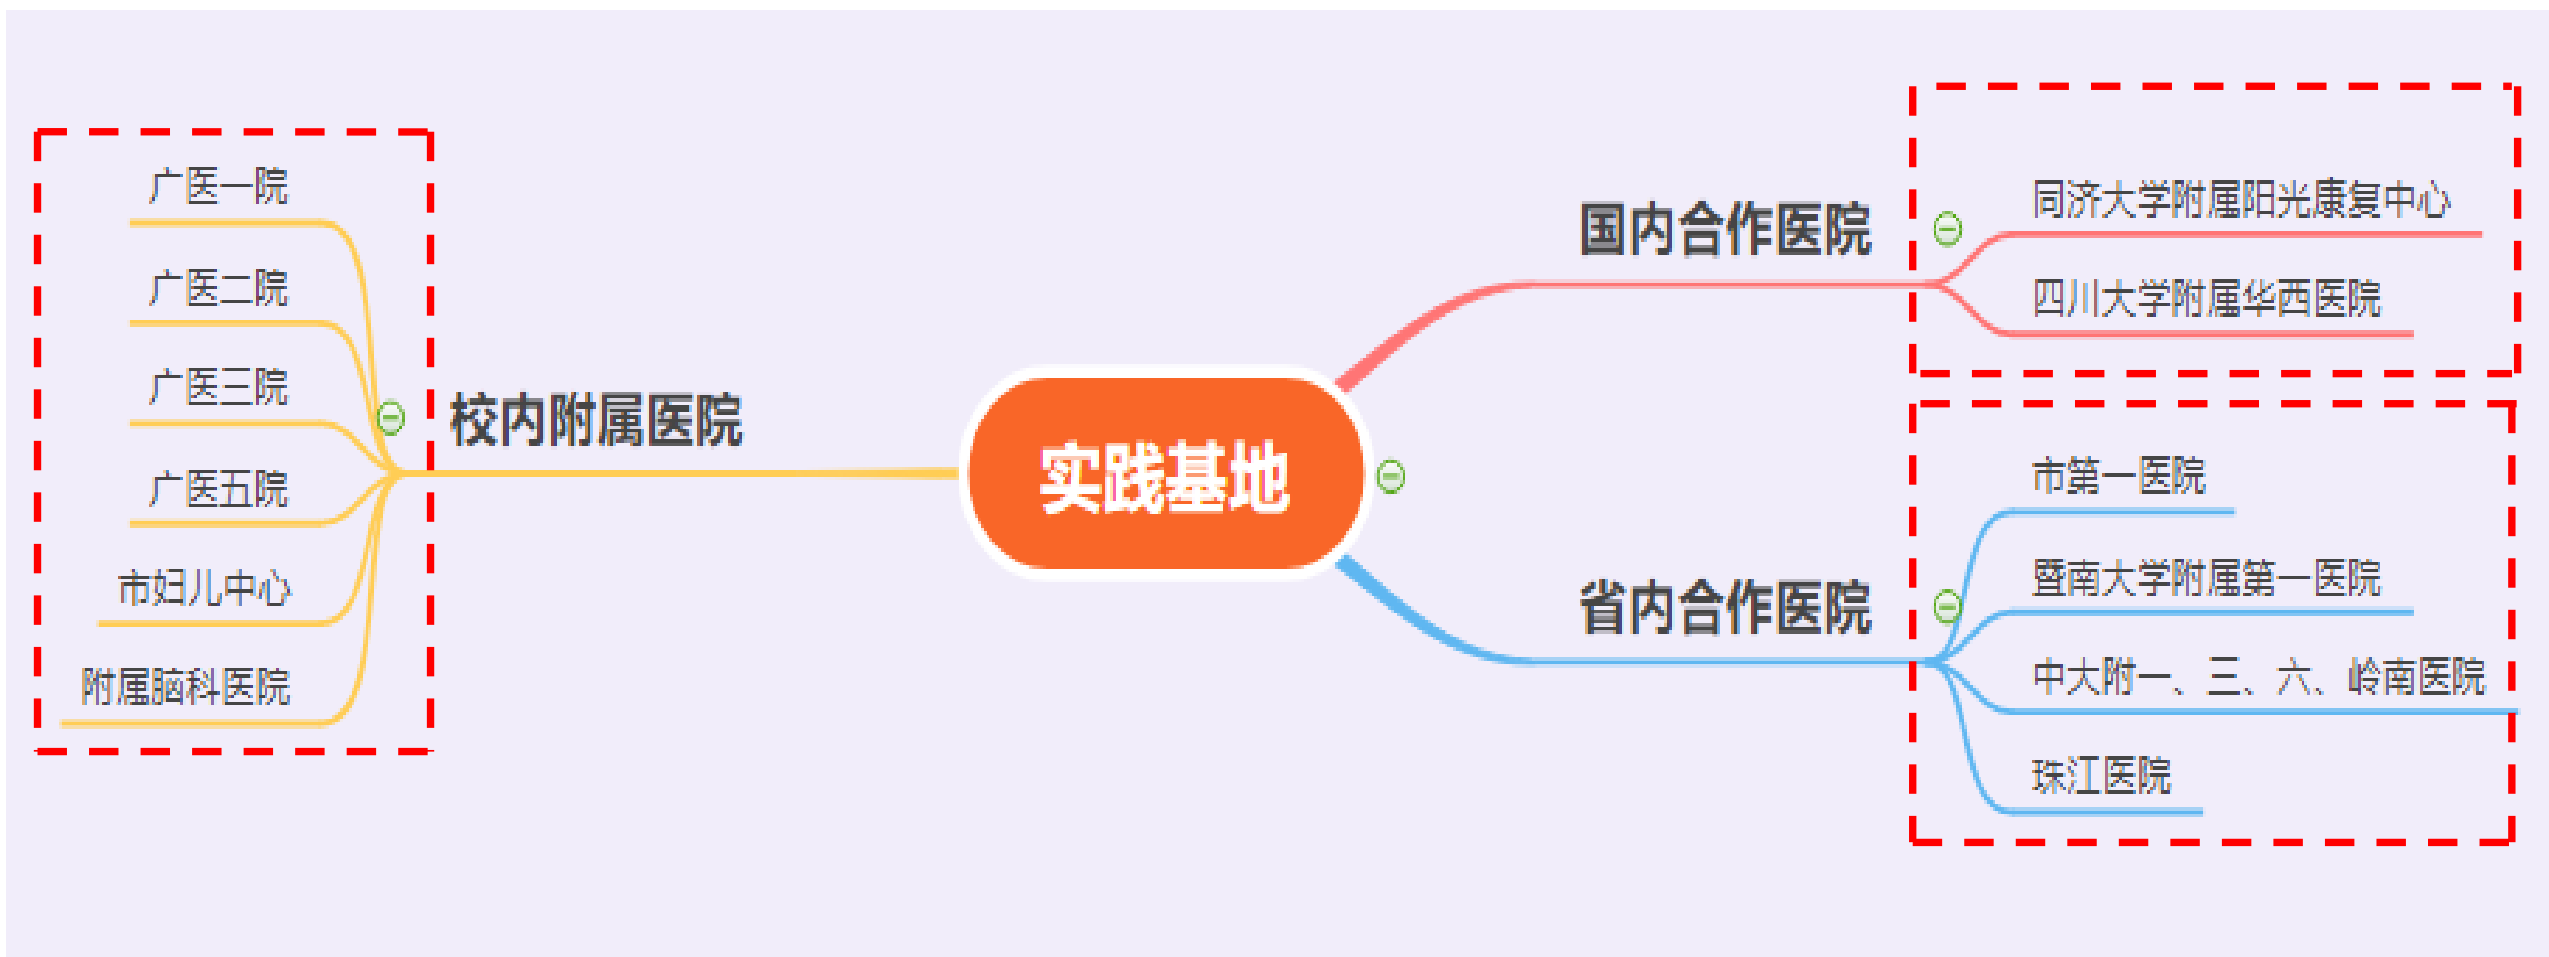 广医一院
广医二院
广医三院
广医五院
市妇儿中心
附属脑科医院
校内附属医院
实践基地
国内合作医院
同济大学附属阳光康复中心
四川大学附属华西医院
省内合作医院
市第一医院
暨南大学附属第一医院
中大附一、三、六、岭南医院
珠江医院